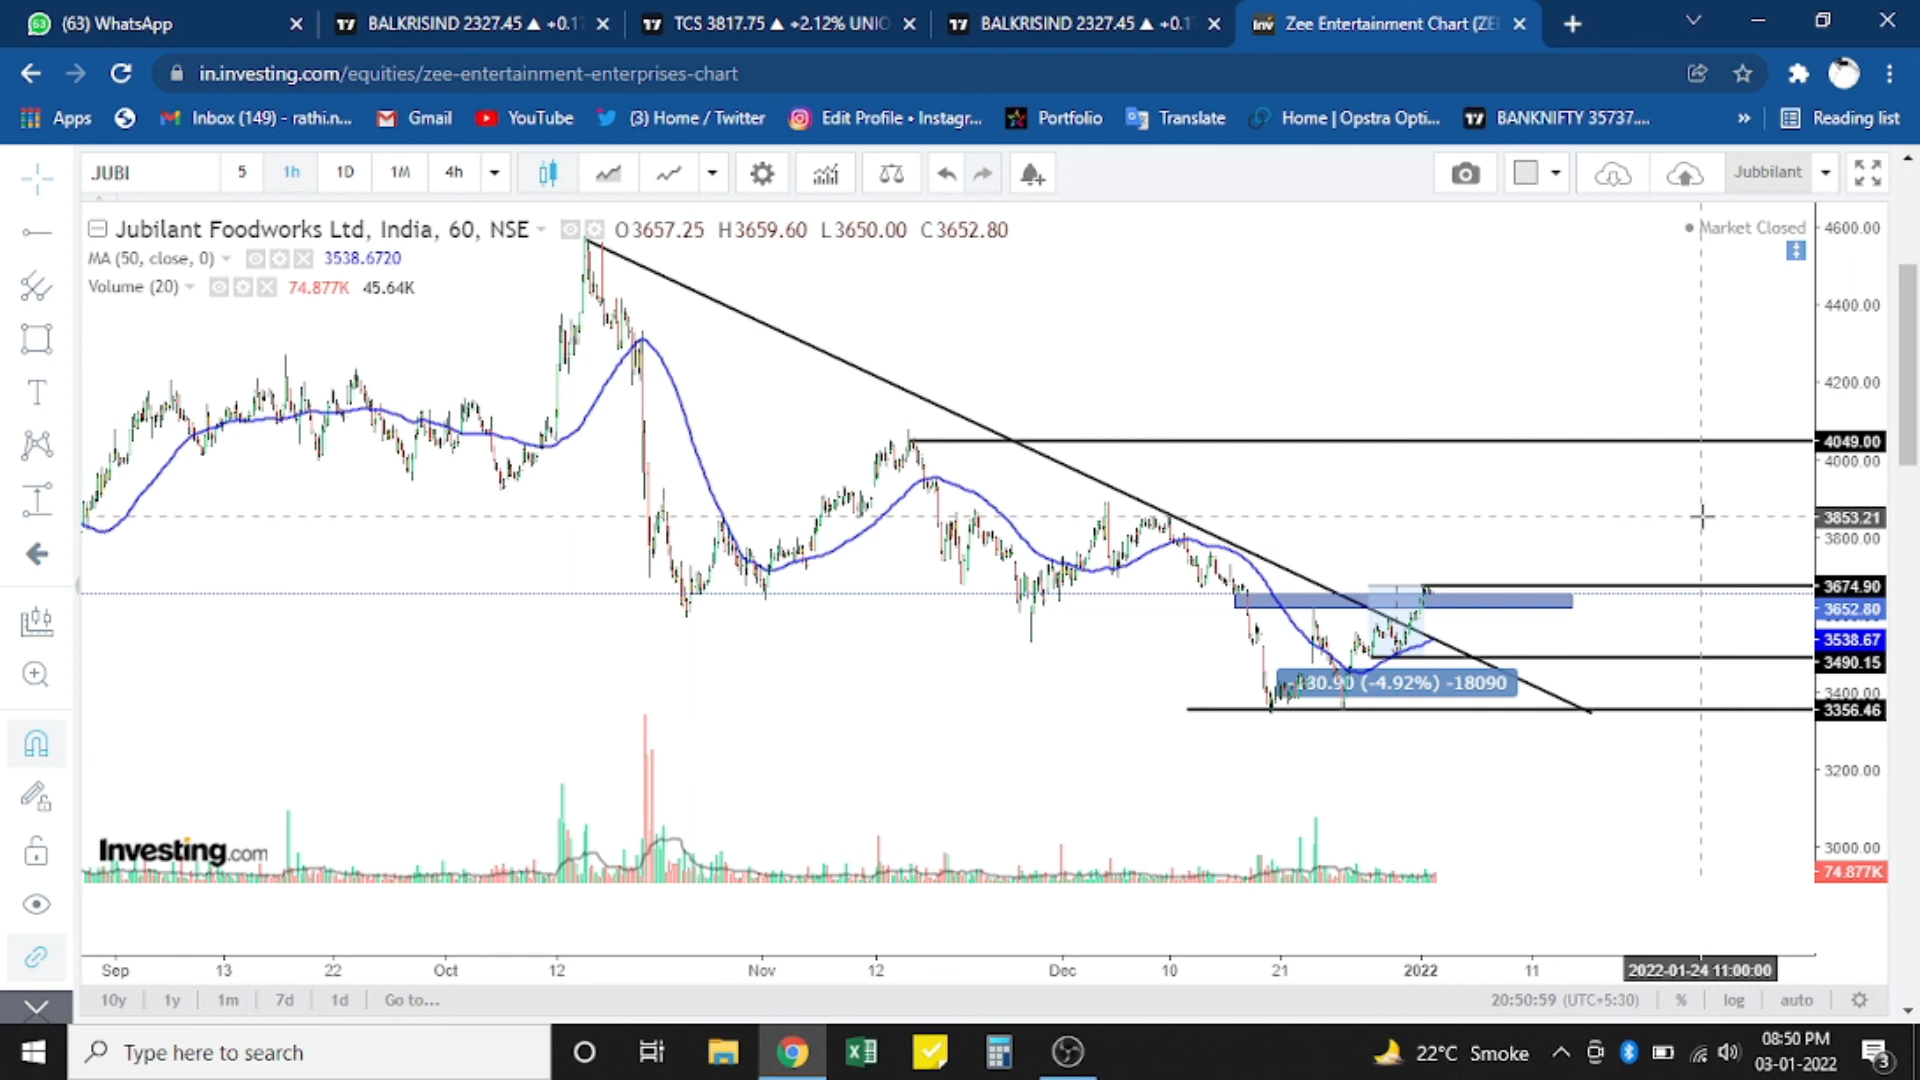 (63) WhatsApp
BALKRISIND 2327.45 ▲ +0.1
TCS 3817.75 ▲ +2.12% UNIC
BALKRISIND 2327.45 ▲ +0.1
Zee Entertainment Chart (ZEE
in.investing.com/equities/zee-entertainment-enterprises-chart
Apps
Inbox (149) - rathi.n...
Gmail
YouTube
(3) Home / Twitter
Edit Profile • Instagr...
Portfolio
Translate
Home | Opstra Opti...
BANKNIFTY 35737....
»
Reading list
JUBI
5
1h
1D
1M
4h
Jubbilant
Jubilant Foodworks Ltd, India, 60, NSE
O 3657.25 H 3659.60 L 3650.00 C 3652.80
Market Closed
MA (50, close, 0)
3538.6720
Volume (20)
74.877K 45.64K
4600.00
4400.00
4200.00
4049.00
4000.00
3853.21
3800.00
3674.90
3652.80
3538.67
3490.15
3400.00
3356.46
3200.00
3000.00
74.877K
(-4.92%) -18090
Investing.com
Sep
13
22
Oct
12
Nov
12
Dec
10
21
2022
11
2022-01-24 11:00:00
10y
1y
1m
7d
1d
Go to...
20:50:59 (UTC+5:30)
%
log
auto
Type here to search
22°C Smoke
08:50 PM
03-01-2022
3